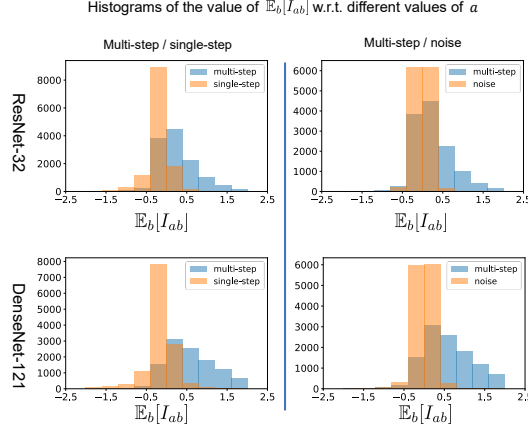 Histograms of the value of 𝔼_b[I_ab] w.r.t. different values of a
Multi-step / single-step
Multi-step / noise
ResNet-32
8000
6000
4000
2000
0
multi-step
single-step
-2.5 -1.5 -0.5 0.5 1.5 2.5
𝔼_b[I_ab]
6000
5000
4000
3000
2000
1000
0
multi-step
noise
-2.5 -1.5 -0.5 0.5 1.5 2.5
𝔼_b[I_ab]
DenseNet-121
8000
7000
6000
5000
4000
3000
2000
1000
0
multi-step
single-step
-2.5 -1.5 -0.5 0.5 1.5 2.5
𝔼_b[I_ab]
6000
5000
4000
3000
2000
1000
0
multi-step
noise
-2.5 -1.5 -0.5 0.5 1.5 2.5
𝔼_b[I_ab]